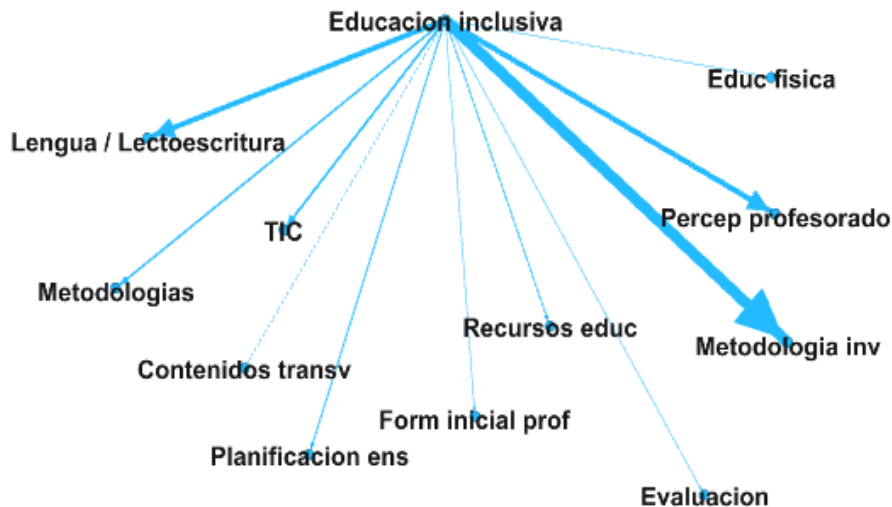 Educacion inclusiva
Educ fisica
Lengua / Lectoescritura
Percep profesorado
TIC
Metodologias
Recursos educ
Metodologia inv
Contenidos transv
Form inicial prof
Planificacion ens
Evaluacion